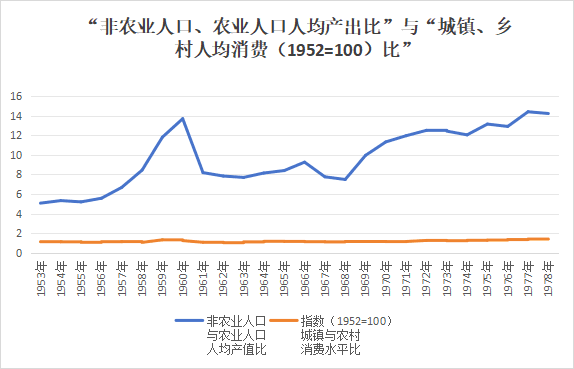 “非农业人口、农业人口人均产出比”与“城镇、乡
村人均消费（1952=100）比”
16
14
12
10
8
6
4
2
0
1953年
1954年
1955年
1956年
1957年
1958年
1959年
1960年
1961年
1962年
1963年
1964年
1965年
1966年
1967年
1968年
1969年
1970年
1971年
1972年
1973年
1974年
1975年
1976年
1977年
1978年
非农业人口
与农业人口
人均产值比
指数（1952=100）
城镇与农村
消费水平比